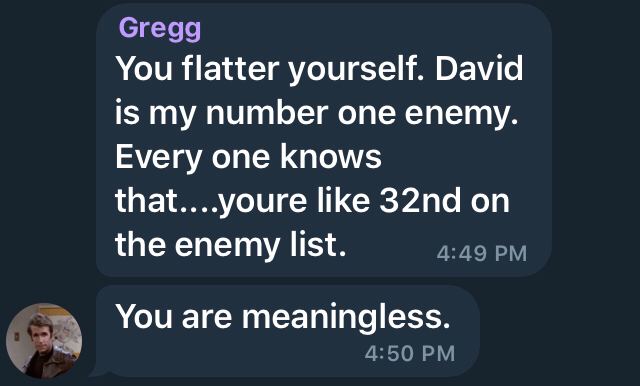 Gregg
You flatter yourself. David
is my number one enemy.
Every one knows
that....youre like 32nd on
the enemy list.
4:49 PM
You are meaningless.
4:50 PM